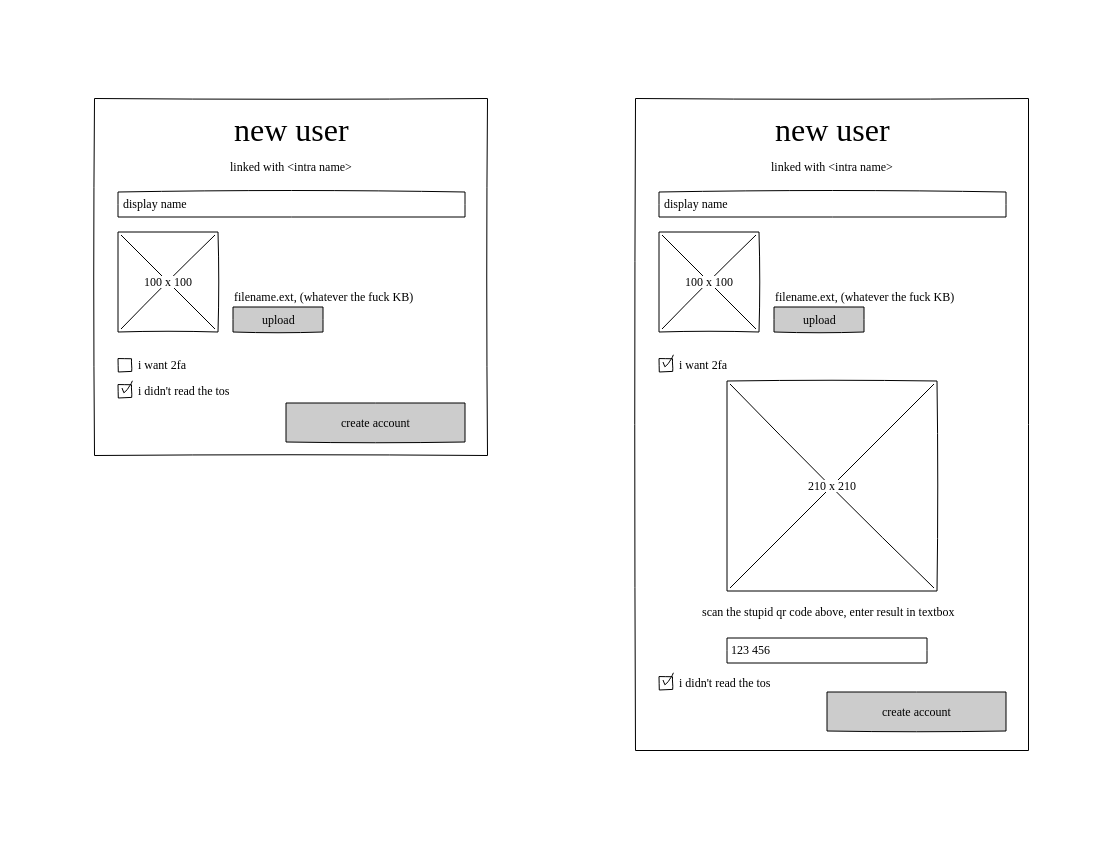 new user
linked with <intra name>
display name
100 x 100
filename.ext, (whatever the fuck KB)
upload
i want 2fa
i didn't read the tos
create account
new user
linked with <intra name>
display name
100 x 100
filename.ext, (whatever the fuck KB)
upload
i want 2fa
210 x 210
scan the stupid qr code above, enter result in textbox
123 456
i didn't read the tos
create account